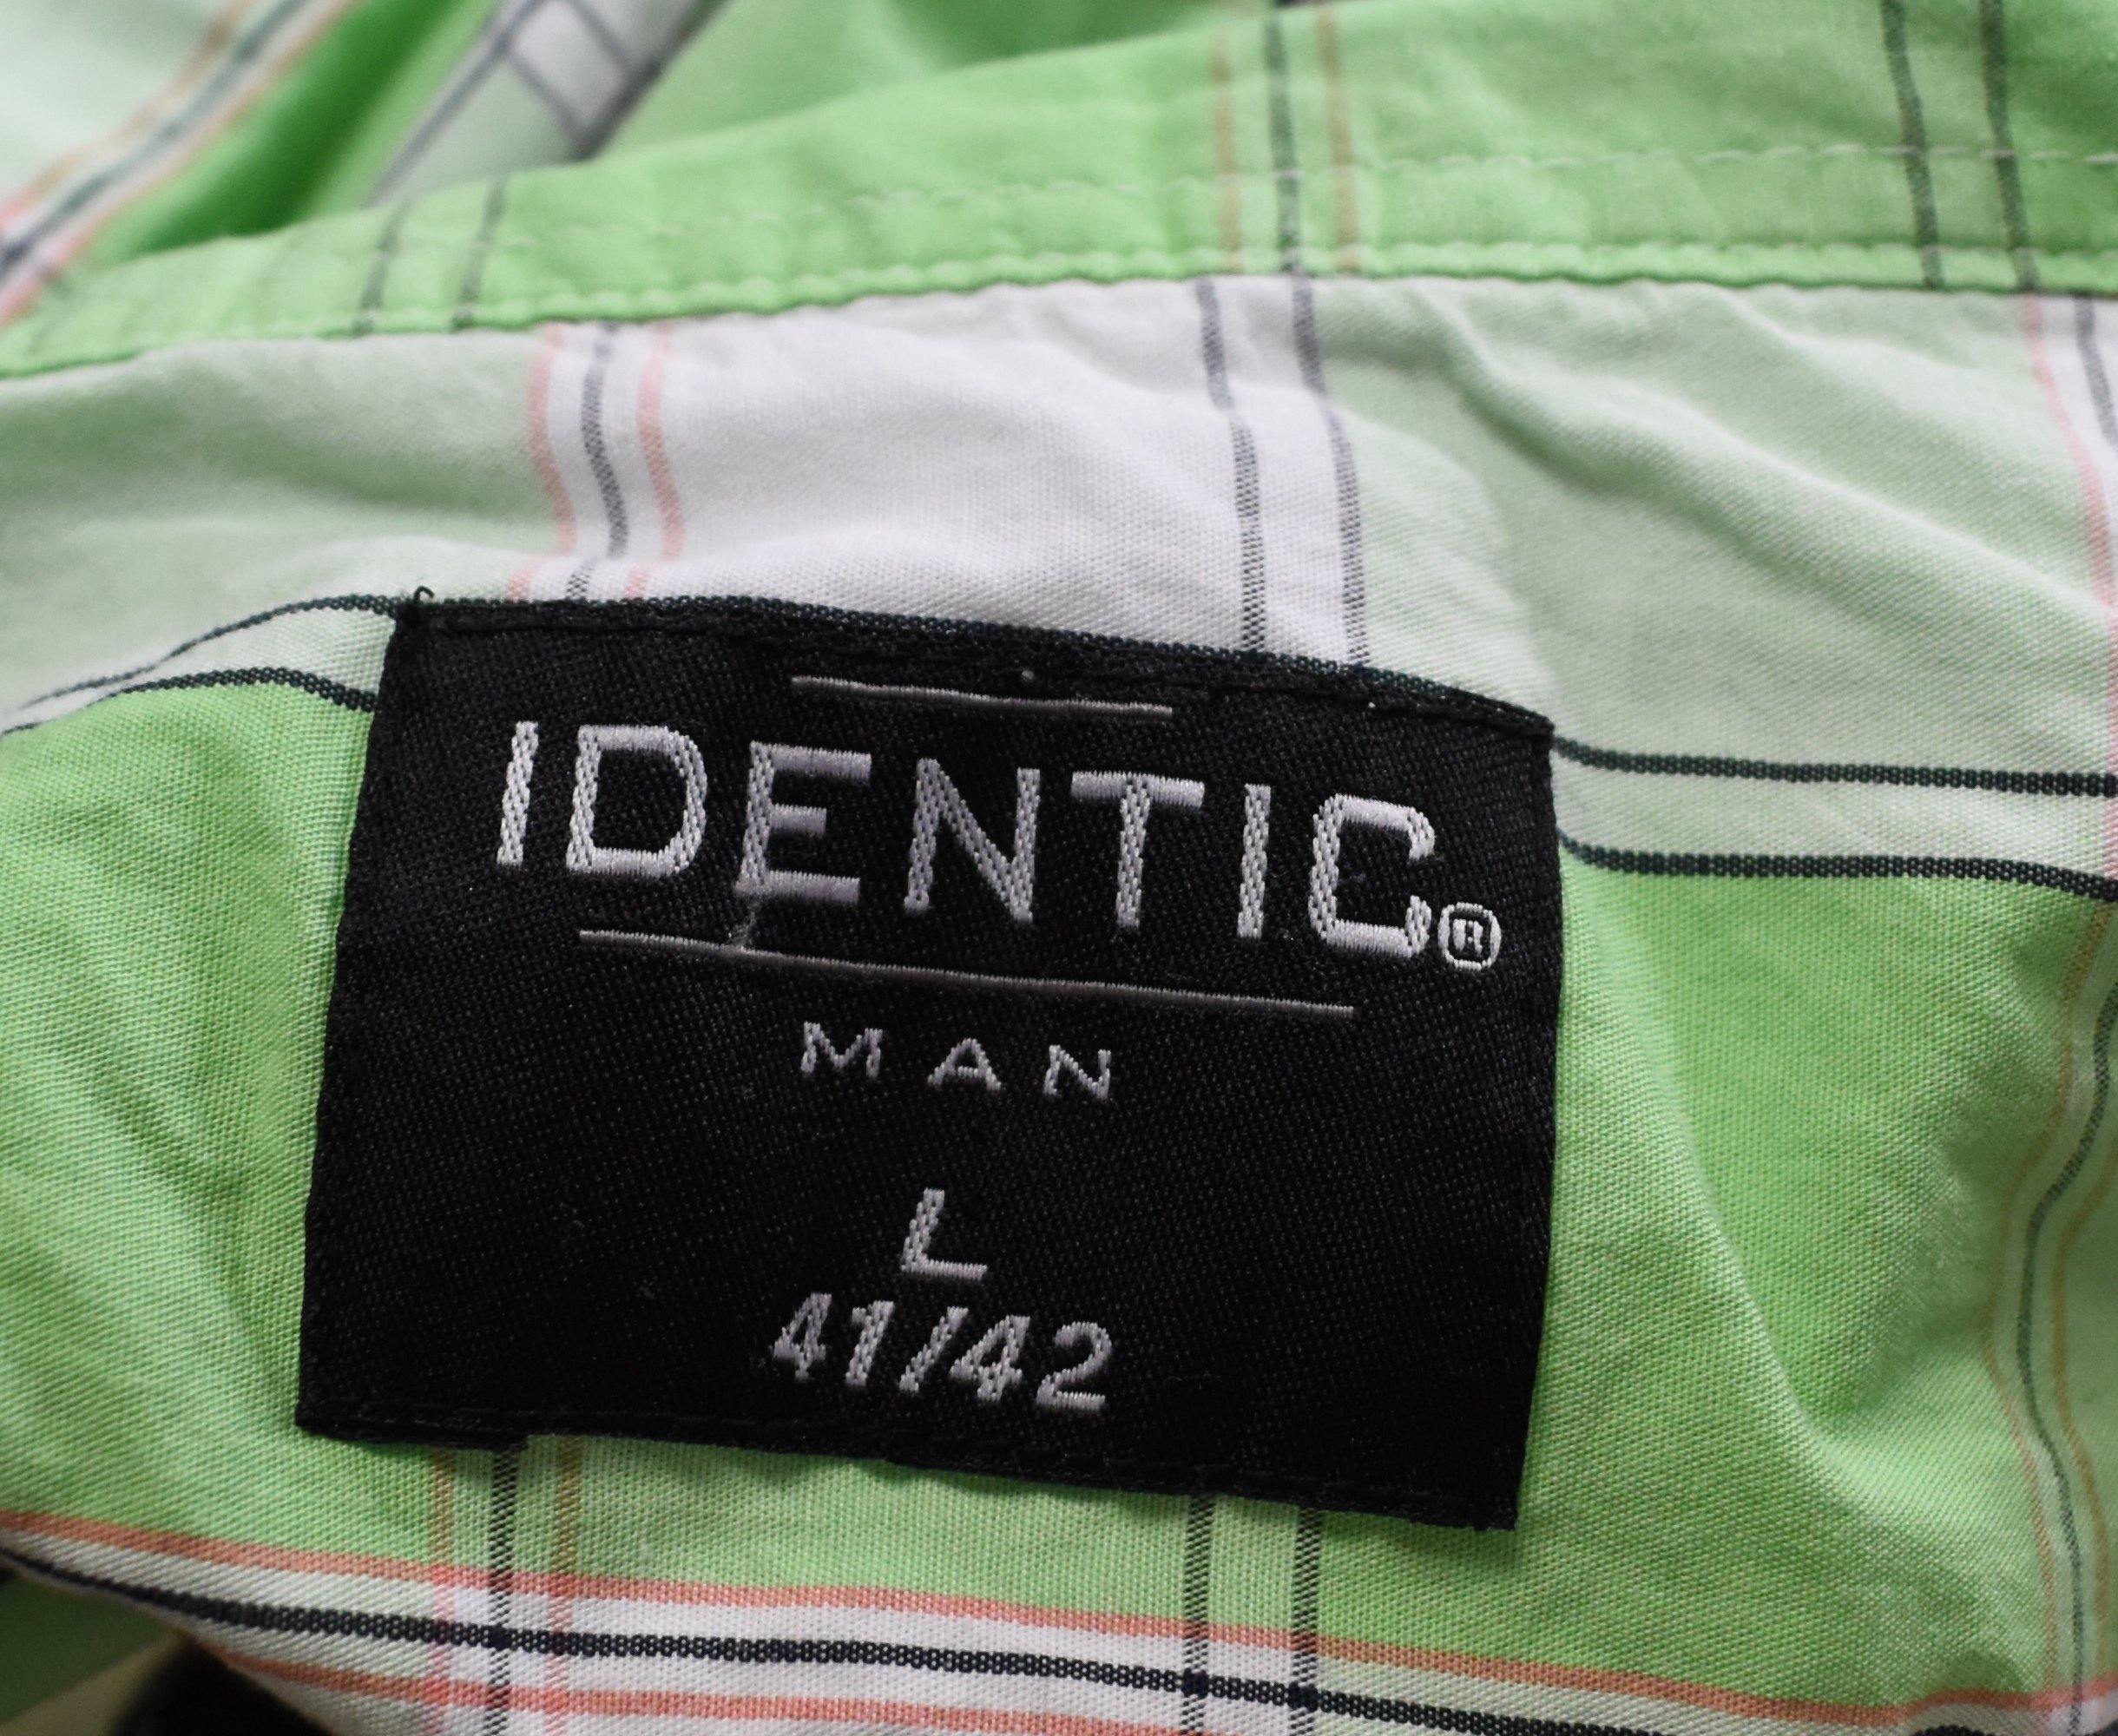 IDENTIC®
MAN
L
41/42